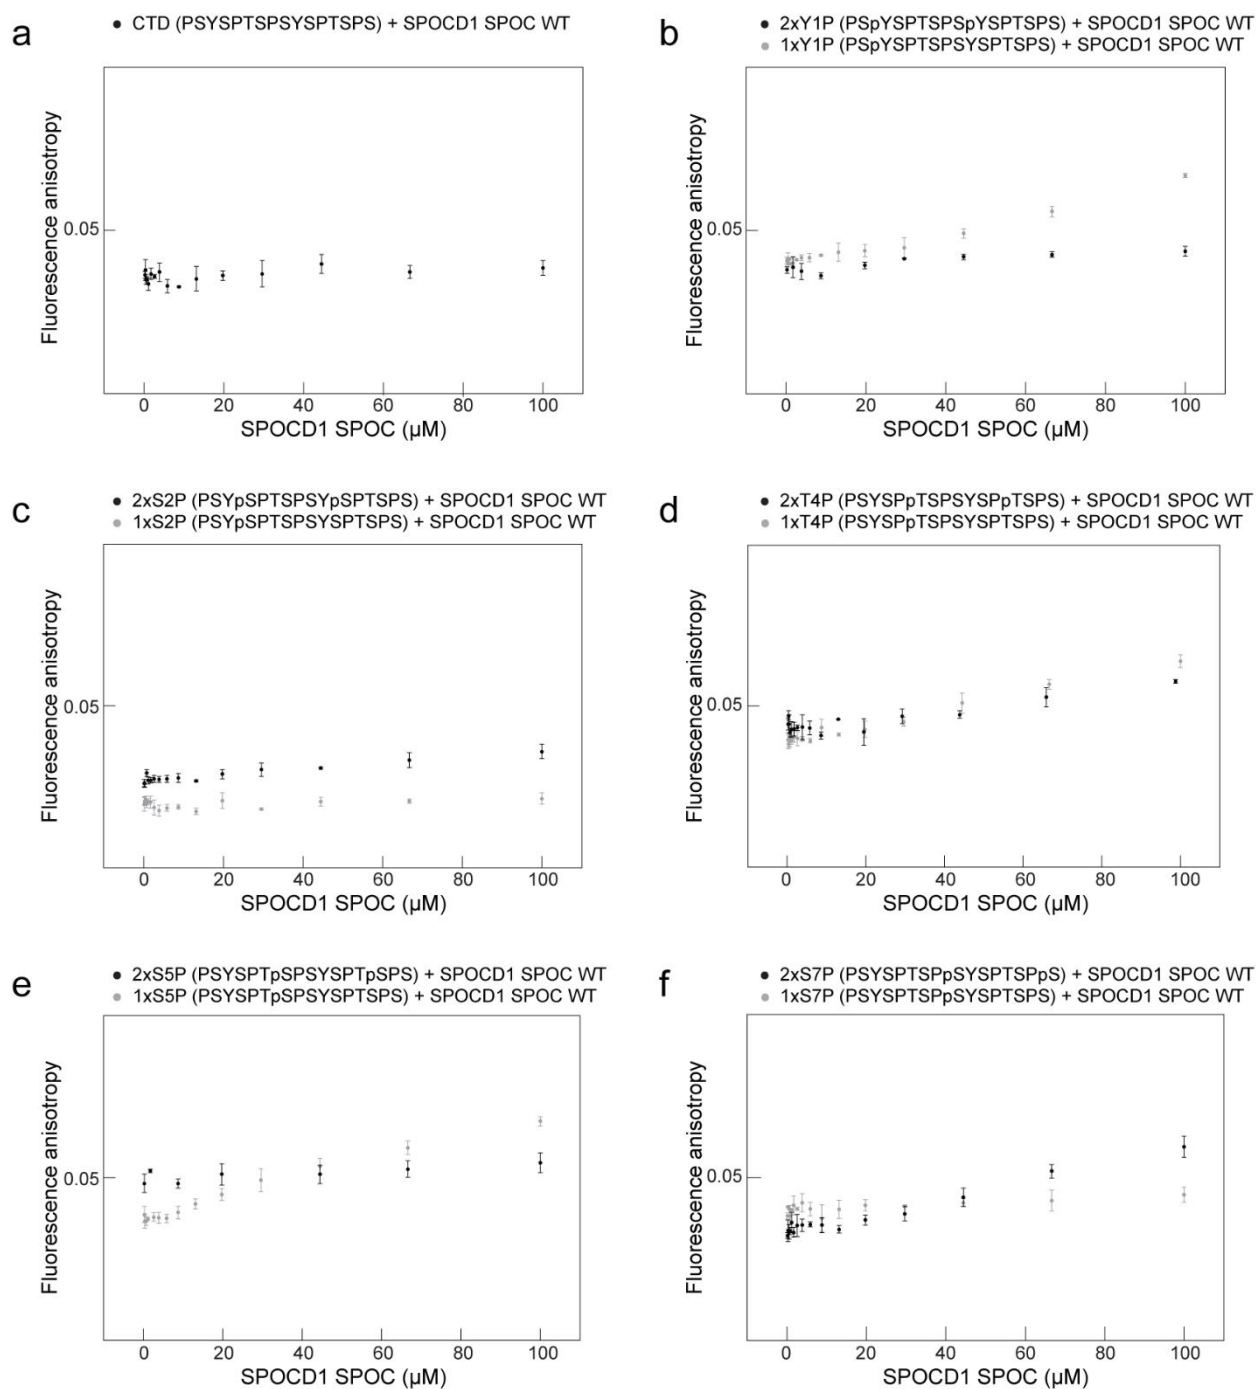 a
CTD (PSYSPTSPSYSPTSPS) + SPOCD1 SPOC WT
Fluorescence anisotropy
0.05
0 20 40 60 80 100
SPOCD1 SPOC (µM)
b
2xY1P (PSpYSPTSPSpYSPTSPS) + SPOCD1 SPOC WT
1xY1P (PSpYSPTSPSYSPTSPS) + SPOCD1 SPOC WT
Fluorescence anisotropy
0.05
0 20 40 60 80 100
SPOCD1 SPOC (µM)
c
2xS2P (PSYpSPTSPSYpSPTSPS) + SPOCD1 SPOC WT
1xS2P (PSYpSPTSPSYSPTSPS) + SPOCD1 SPOC WT
Fluorescence anisotropy
0.05
0 20 40 60 80 100
SPOCD1 SPOC (µM)
d
2xT4P (PSYSPpTSPSYSPpTSPS) + SPOCD1 SPOC WT
1xT4P (PSYSPpTSPSYSPTSPS) + SPOCD1 SPOC WT
Fluorescence anisotropy
0.05
0 20 40 60 80 100
SPOCD1 SPOC (µM)
e
2xS5P (PSYSPTpSPSYSPTpSPS) + SPOCD1 SPOC WT
1xS5P (PSYSPTpSPSYSPTSPS) + SPOCD1 SPOC WT
Fluorescence anisotropy
0.05
0 20 40 60 80 100
SPOCD1 SPOC (µM)
f
2xS7P (PSYSPTSPpSYSPTSPpS) + SPOCD1 SPOC WT
1xS7P (PSYSPTSPpSYSPTSPS) + SPOCD1 SPOC WT
Fluorescence anisotropy
0.05
0 20 40 60 80 100
SPOCD1 SPOC (µM)